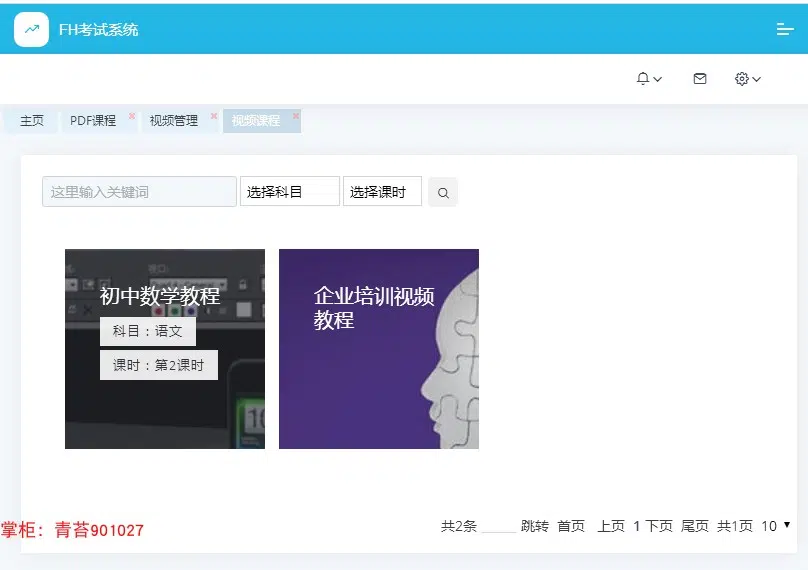 FH考试系统
主页 PDF课程 视频管理 视频课程
这里输入关键词 选择科目 选择课时
初中数学教程
科目：语文
课时：第2课时
企业培训视频
教程
共2条 跳转 首页 上页 1 下页 尾页 共1页 10
掌柜：青苔901027